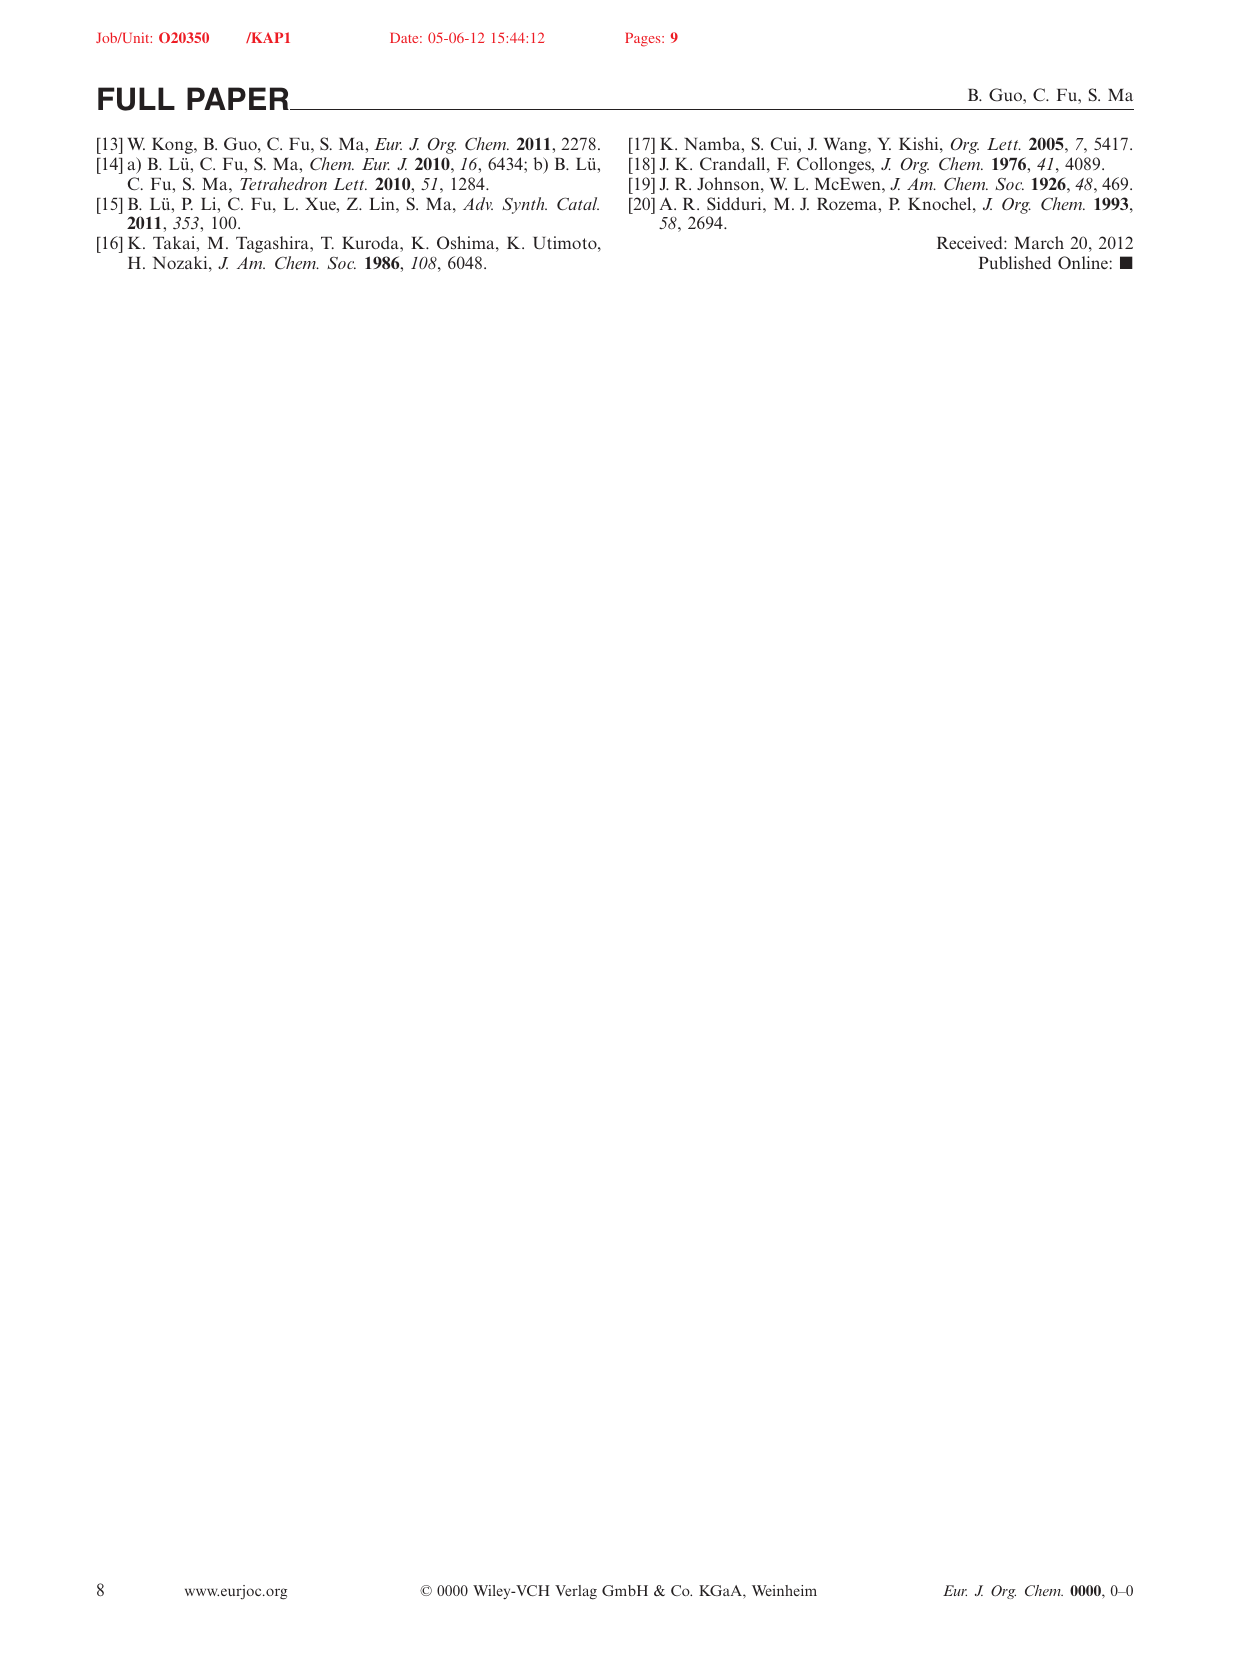 Job/Unit: O20350 /KAP1 Date: 05-06-12 15:44:12 Pages: 9
FULL PAPER
B. Guo, C. Fu, S. Ma
[13] W. Kong, B. Guo, C. Fu, S. Ma, Eur. J. Org. Chem. 2011, 2278.
[14] a) B. Lü, C. Fu, S. Ma, Chem. Eur. J. 2010, 16, 6434; b) B. Lü,
C. Fu, S. Ma, Tetrahedron Lett. 2010, 51, 1284.
[15] B. Lü, P. Li, C. Fu, L. Xue, Z. Lin, S. Ma, Adv. Synth. Catal.
2011, 353, 100.
[16] K. Takai, M. Tagashira, T. Kuroda, K. Oshima, K. Utimoto,
H. Nozaki, J. Am. Chem. Soc. 1986, 108, 6048.
[17] K. Namba, S. Cui, J. Wang, Y. Kishi, Org. Lett. 2005, 7, 5417.
[18] J. K. Crandall, F. Collonges, J. Org. Chem. 1976, 41, 4089.
[19] J. R. Johnson, W. L. McEwen, J. Am. Chem. Soc. 1926, 48, 469.
[20] A. R. Sidduri, M. J. Rozema, P. Knochel, J. Org. Chem. 1993,
58, 2694.
Received: March 20, 2012
Published Online: ■
8 www.eurjoc.org © 0000 Wiley-VCH Verlag GmbH & Co. KGaA, Weinheim Eur. J. Org. Chem. 0000, 0–0